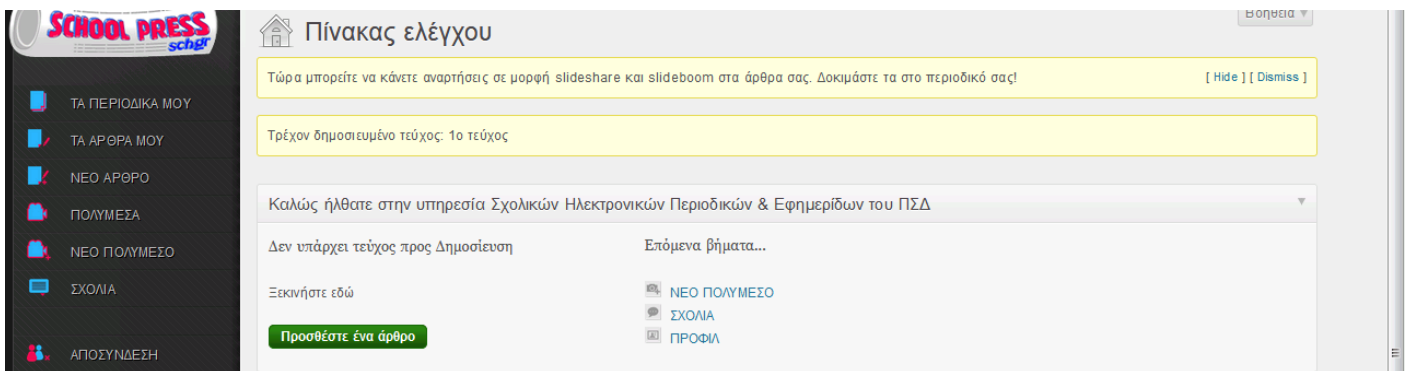 SCHOOL PRESS
schgr
ΤΑ ΠΕΡΙΟΔΙΚΑ ΜΟΥ
ΤΑ ΑΡΘΡΑ ΜΟΥ
ΝΕΟ ΑΡΘΡΟ
ΠΟΛΥΜΕΣΑ
ΝΕΟ ΠΟΛΥΜΕΣΟ
ΣΧΟΛΙΑ
ΑΠΟΣΥΝΔΕΣΗ
Βοήθεια
Πίνακας ελέγχου
Τώρα μπορείτε να κάνετε αναρτήσεις σε μορφή slideshare και slideboom στα άρθρα σας. Δοκιμάστε τα στο περιοδικό σας! [ Hide ] [ Dismiss ]
Τρέχον δημοσιευμένο τεύχος: 1ο τεύχος
Καλώς ήλθατε στην υπηρεσία Σχολικών Ηλεκτρονικών Περιοδικών & Εφημερίδων του ΠΣΔ
Δεν υπάρχει τεύχος προς Δημοσίευση
Ξεκινήστε εδώ
Προσθέστε ένα άρθρο
Επόμενα βήματα...
ΝΕΟ ΠΟΛΥΜΕΣΟ
ΣΧΟΛΙΑ
ΠΡΟΦΙΛ